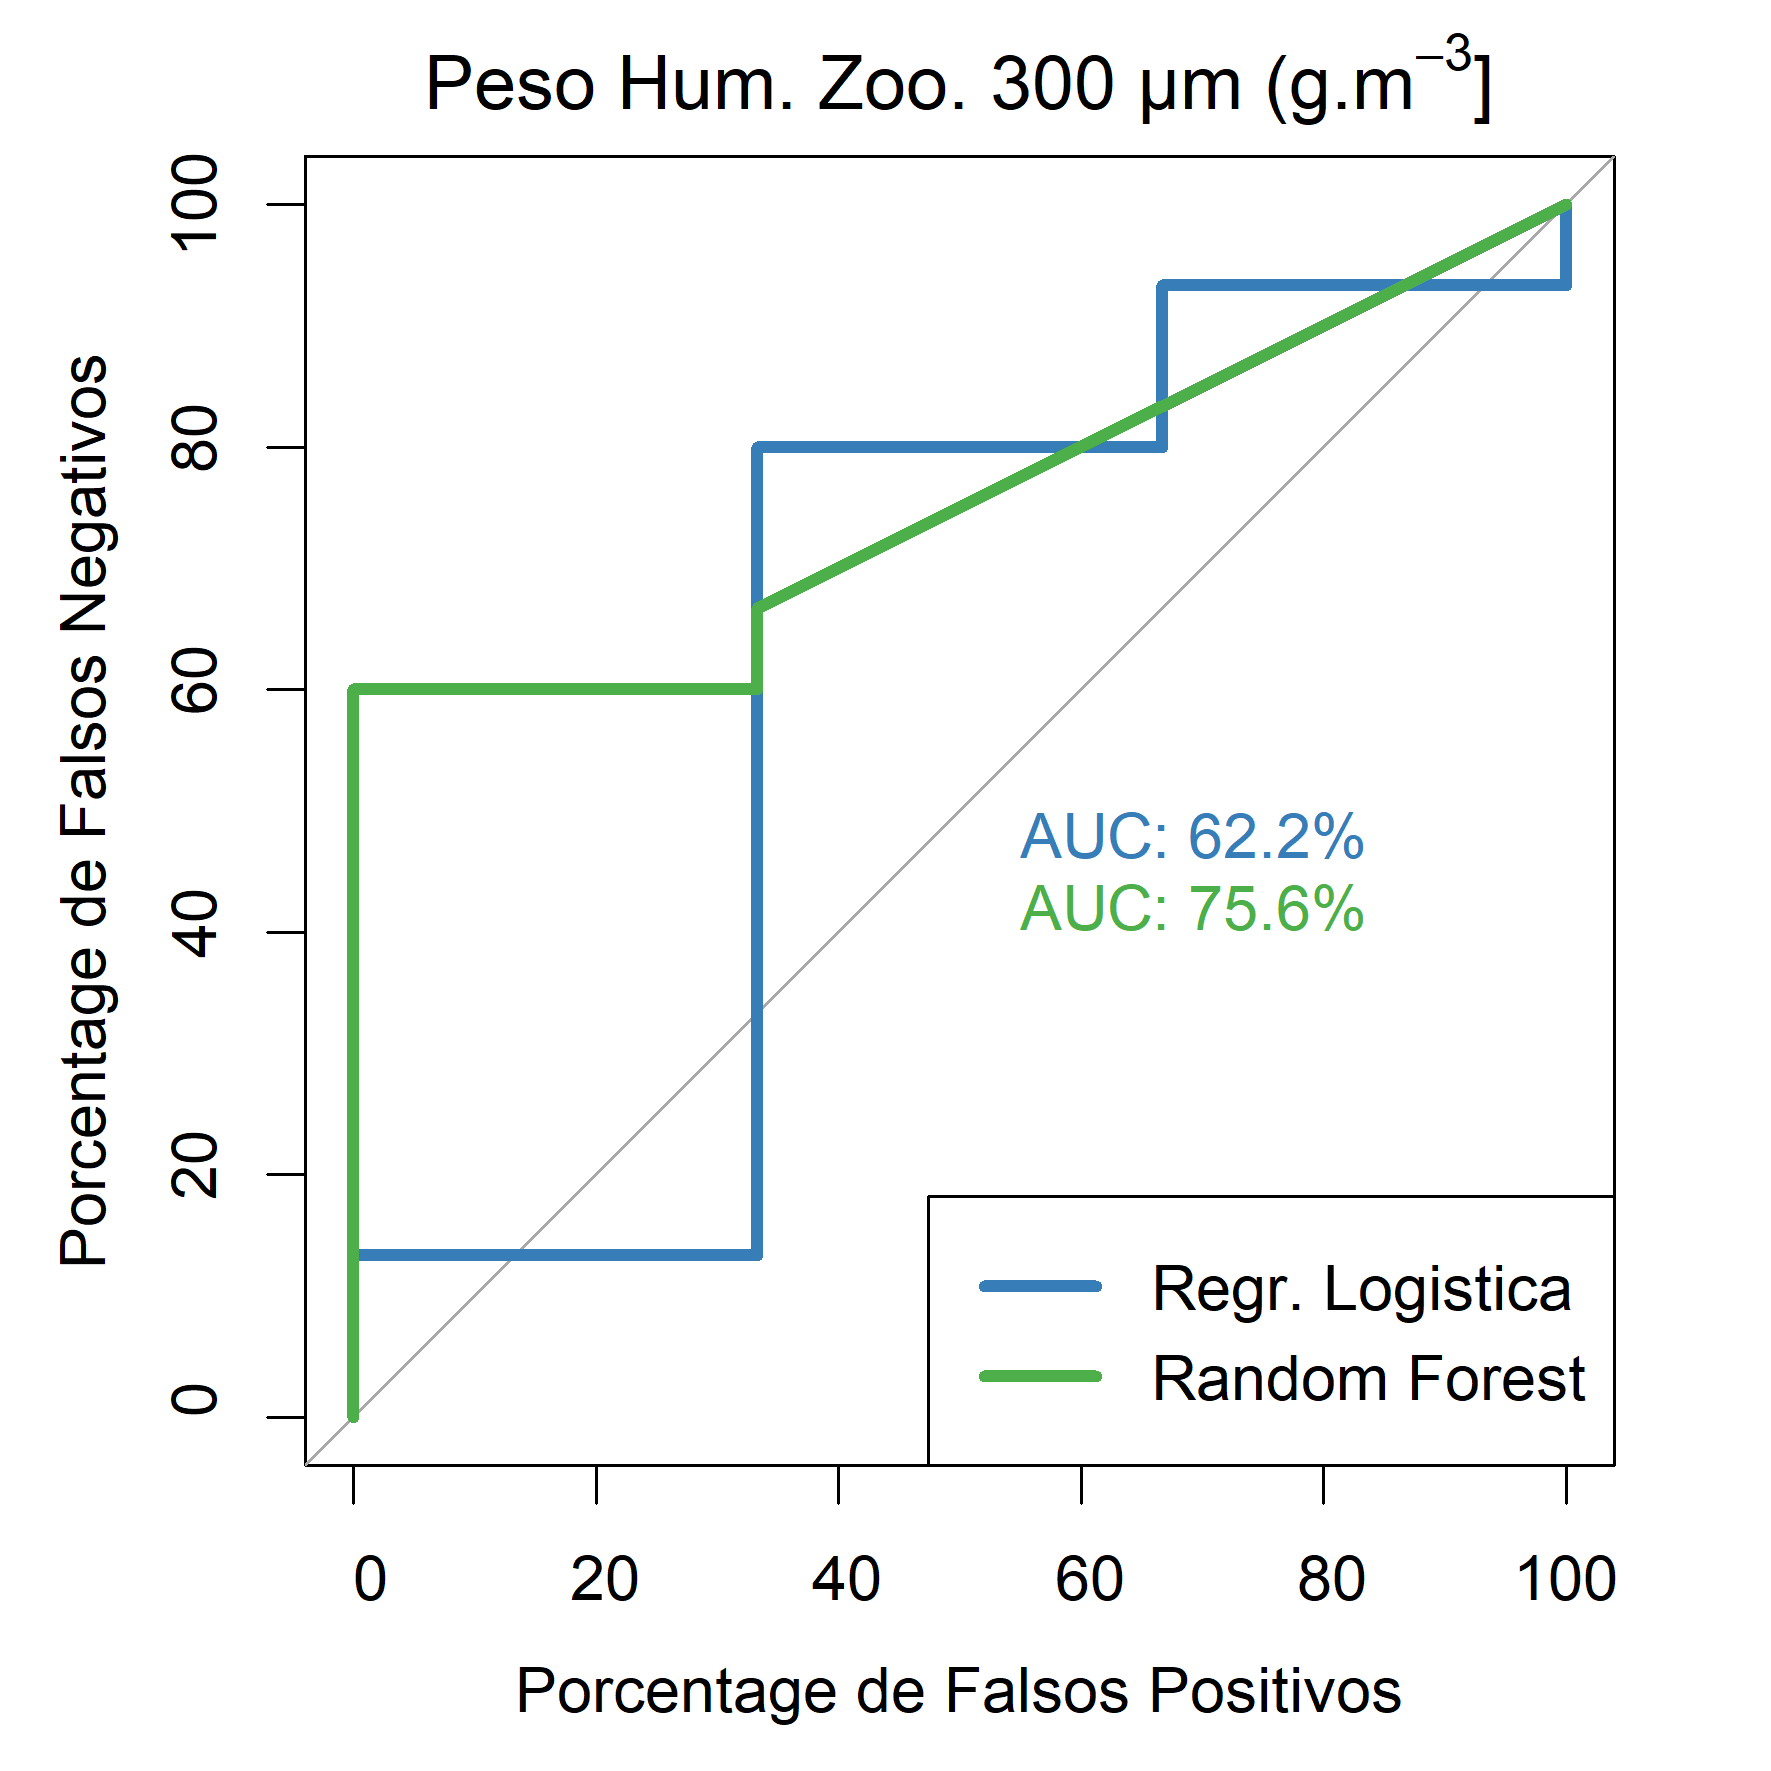 Peso Hum. Zoo. 300 µm (g.m⁻³]
Porcentage de Falsos Negativos
100
80
60
40
20
0
AUC: 62.2%
AUC: 75.6%
Regr. Logistica
Random Forest
0 20 40 60 80 100
Porcentage de Falsos Positivos